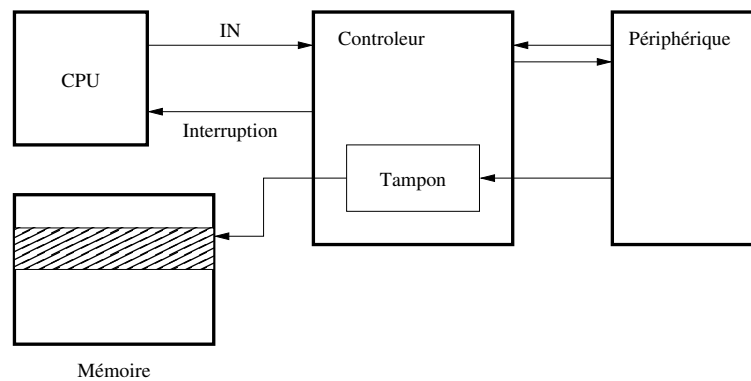 IN
Controleur
Périphérique
CPU
Interruption
Tampon
Mémoire